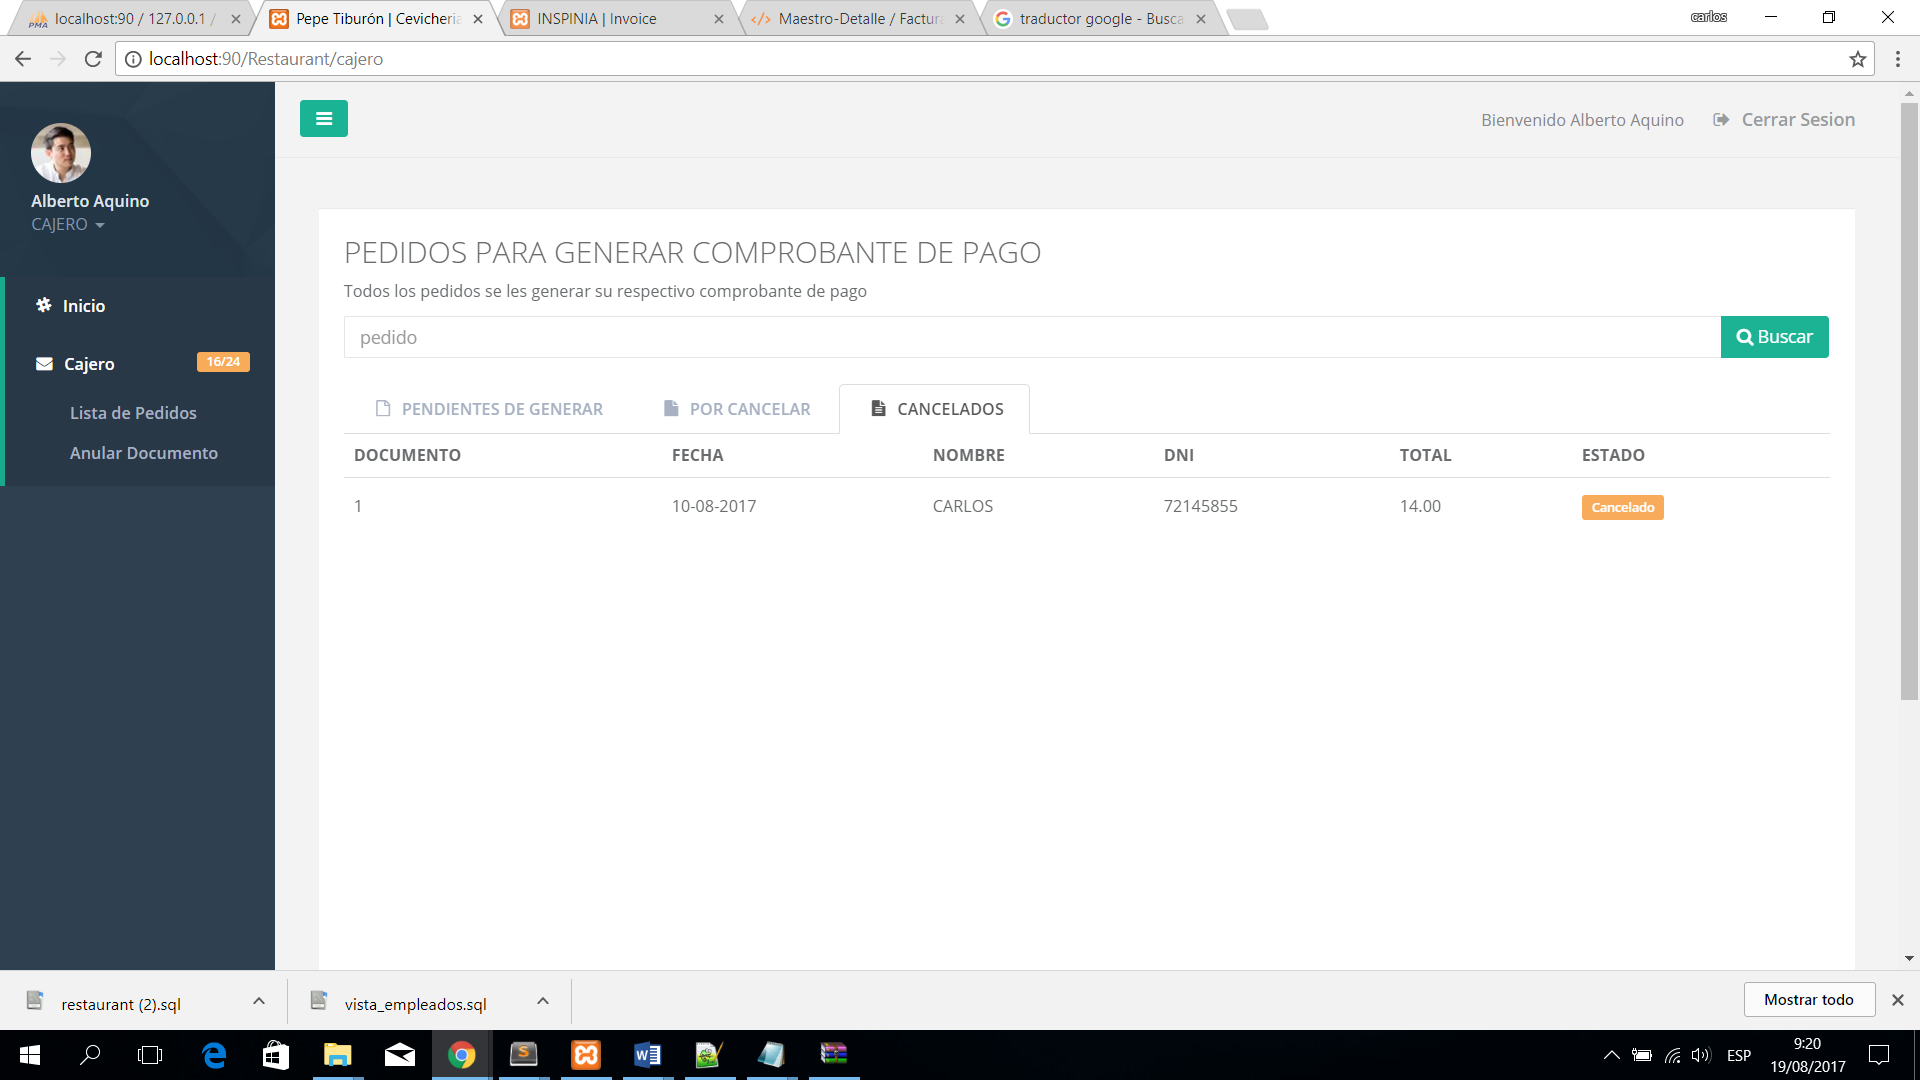 localhost:90 / 127.0.0.1 /
Pepe Tiburón | Cevicheria
INSPINIA | Invoice
Maestro-Detalle / Factura
traductor google - Busca
carlos
localhost:90/Restaurant/cajero
Bienvenido Alberto Aquino
Cerrar Sesion
Alberto Aquino
CAJERO
Inicio
Cajero
16/24
Lista de Pedidos
Anular Documento
PEDIDOS PARA GENERAR COMPROBANTE DE PAGO
Todos los pedidos se les generar su respectivo comprobante de pago
pedido
Buscar
PENDIENTES DE GENERAR
POR CANCELAR
CANCELADOS
DOCUMENTO FECHA NOMBRE DNI TOTAL ESTADO
1 10-08-2017 CARLOS 72145855 14.00 Cancelado
restaurant (2).sql
vista_empleados.sql
Mostrar todo
ESP
9:20
19/08/2017